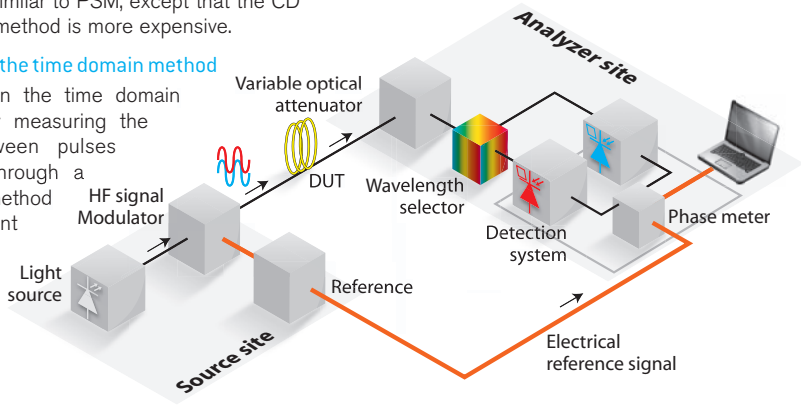 similar to PSM, except that the CD
method is more expensive.
the time domain method
n the time domain
measuring the
ween pulses
hrough a
ethod
nt
Analyzer site
Variable optical
attenuator
DUT
HF signal
Modulator
Wavelength
selector
Detection
system
Phase meter
Light
source
Reference
Source site
Electrical
reference signal